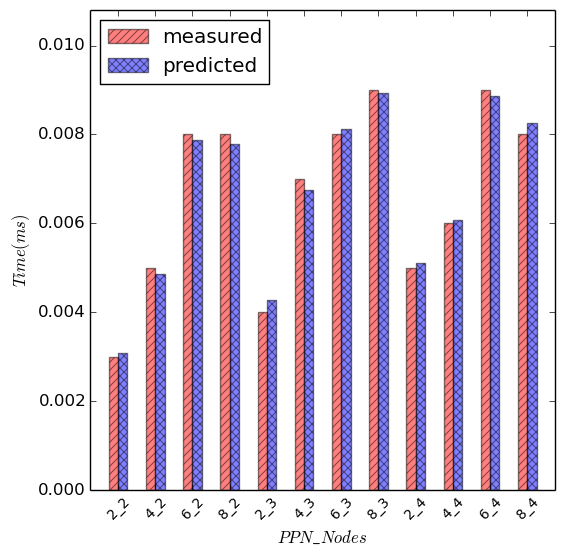 measured
predicted
0.010
0.008
0.006
0.004
0.002
0.000
Time(ms)
2_2 4_2 6_2 8_2 2_3 4_3 6_3 8_3 2_4 4_4 6_4 8_4
PPN_Nodes